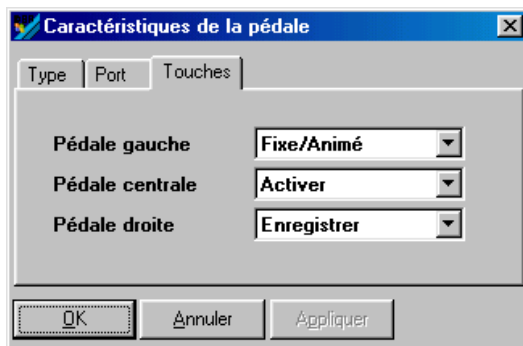 Caractéristiques de la pédale
Type Port Touches
Pédale gauche Fixe/Animé
Pédale centrale Activer
Pédale droite Enregistrer
OK Annuler Appliquer